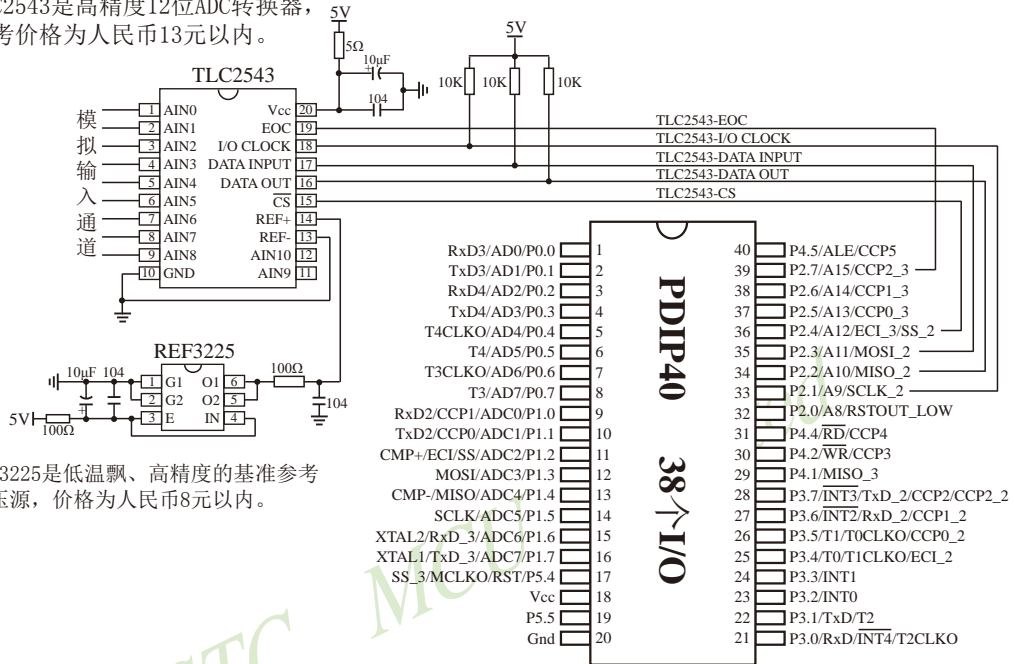 C2543是高精度12位ADC转换器，
考价格为人民币13元以内。
5V
5Ω
10μF
+
104
5V
10K
10K
10K
TLC2543
模拟输入通道
1 AIN0
2 AIN1
3 AIN2
4 AIN3
5 AIN4
6 AIN5
7 AIN6
8 AIN7
9 AIN8
10 GND
Vcc 20
EOC 19
I/O CLOCK 18
DATA INPUT 17
DATA OUT 16
CS 15
REF+ 14
REF- 13
AIN10 12
AIN9 11
TLC2543-EOC
TLC2543-I/O CLOCK
TLC2543-DATA INPUT
TLC2543-DATA OUT
TLC2543-CS
REF3225
1 G1
2 G2
3 E
O1 6
O2 5
IN 4
10μF
104
+
5V
100Ω
100Ω
104
3225是低温飘、高精度的基准参考
压源，价格为人民币8元以内。
PDIP40 38个I/O
RxD3/AD0/P0.0 1
TxD3/AD1/P0.1 2
RxD4/AD2/P0.2 3
TxD4/AD3/P0.3 4
T4CLKO/AD4/P0.4 5
T4/AD5/P0.5 6
T3CLKO/AD6/P0.6 7
T3/AD7/P0.7 8
RxD2/CCP1/ADC0/P1.0 9
TxD2/CCP0/ADC1/P1.1 10
CMP+/ECI/SS/ADC2/P1.2 11
MOSI/ADC3/P1.3 12
CMP-/MISO/ADC4/P1.4 13
SCLK/ADC5/P1.5 14
XTAL2/RxD_3/ADC6/P1.6 15
XTAL1/TxD_3/ADC7/P1.7 16
SS_3/MCLKO/RST/P5.4 17
Vcc 18
P5.5 19
Gnd 20
40 P4.5/ALE/CCP5
39 P2.7/A15/CCP2_3
38 P2.6/A14/CCP1_3
37 P2.5/A13/CCP0_3
36 P2.4/A12/ECI_3/SS_2
35 P2.3/A11/MOSI_2
34 P2.2/A10/MISO_2
33 P2.1/A9/SCLK_2
32 P2.0/A8/RSTOUT_LOW
31 P4.4/RD/CCP4
30 P4.2/WR/CCP3
29 P4.1/MISO_3
28 P3.7/INT3/TxD_2/CCP2/CCP2_2
27 P3.6/INT2/RxD_2/CCP1_2
26 P3.5/T1/T0CLKO/CCP0_2
25 P3.4/T0/T1CLKO/ECI_2
24 P3.3/INT1
23 P3.2/INT0
22 P3.1/TxD/T2
21 P3.0/RxD/INT4/T2CLKO
STC MCU